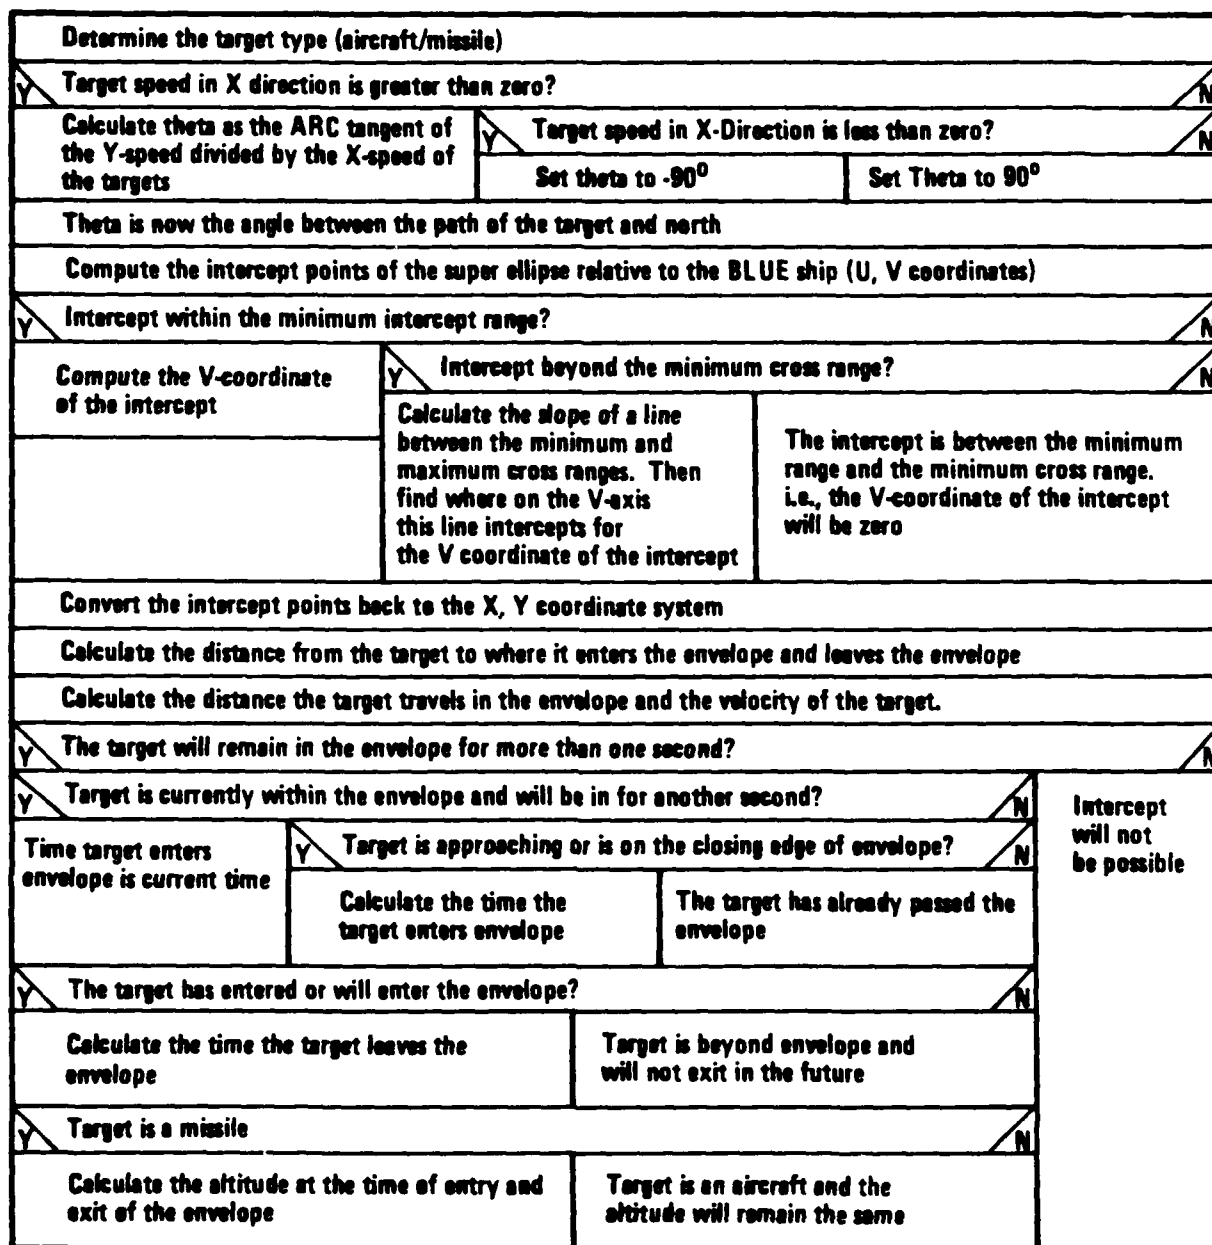 Determine the target type (aircraft/missile)
Y Target speed in X direction is greater than zero? N
Calculate theta as the ARC tangent of
the Y-speed divided by the X-speed of
the targets
Y Target speed in X-Direction is less than zero? N
Set theta to -90⁰
Set Theta to 90⁰
Theta is now the angle between the path of the target and north
Compute the intercept points of the super ellipse relative to the BLUE ship (U, V coordinates)
Y Intercept within the minimum intercept range? N
Compute the V-coordinate
of the intercept
Y Intercept beyond the minimum cross range? N
Calculate the slope of a line
between the minimum and
maximum cross ranges. Then
find where on the V-axis
this line intercepts for
the V coordinate of the intercept
The intercept is between the minimum
range and the minimum cross range.
i.e., the V-coordinate of the intercept
will be zero
Convert the intercept points back to the X, Y coordinate system
Calculate the distance from the target to where it enters the envelope and leaves the envelope
Calculate the distance the target travels in the envelope and the velocity of the target.
Y The target will remain in the envelope for more than one second? N
Y Target is currently within the envelope and will be in for another second? N
Intercept
will not
be possible
Time target enters
envelope is current time
Y Target is approaching or is on the closing edge of envelope? N
Calculate the time the
target enters envelope
The target has already passed the
envelope
Y The target has entered or will enter the envelope? N
Calculate the time the target leaves the
envelope
Target is beyond envelope and
will not exit in the future
Y Target is a missile N
Calculate the altitude at the time of entry and
exit of the envelope
Target is an aircraft and the
altitude will remain the same